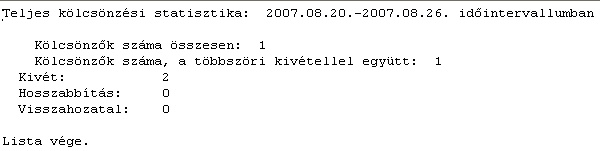 Teljes kölcsönzési statisztika: 2007.08.20.-2007.08.26. időintervallumban
Kölcsönzők száma összesen: 1
Kölcsönzők száma, a többszöri kivétellel együtt: 1
Kivét: 2
Hosszabbítás: 0
Visszahozatal: 0
Lista vége.